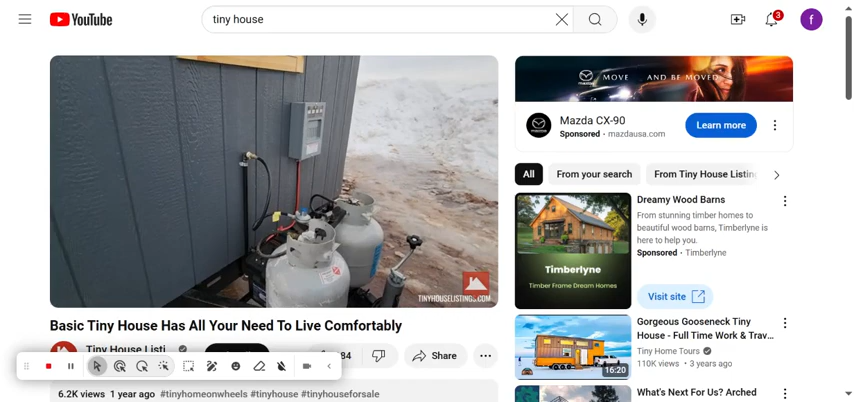 YouTube
tiny house
3
f
TINYHOUSELISTINGS.COM
MOVE AND BE MOVED
Mazda CX-90
Sponsored • mazdausa.com
Learn more
All
From your search
From Tiny House Listin
Dreamy Wood Barns
From stunning timber homes to
beautiful wood barns, Timberlyne is
here to help you.
Sponsored • Timberlyne
Timberlyne
Timber Frame Dream Homes
Visit site
Basic Tiny House Has All Your Need To Live Comfortably
Tiny House Listi...
84
Share
6.2K views 1 year ago #tinyhomeonwheels #tinyhouse #tinyhouseforsale
Gorgeous Gooseneck Tiny
House - Full Time Work & Trav...
Tiny Home Tours
110K views • 3 years ago
16:20
What's Next For Us? Arched